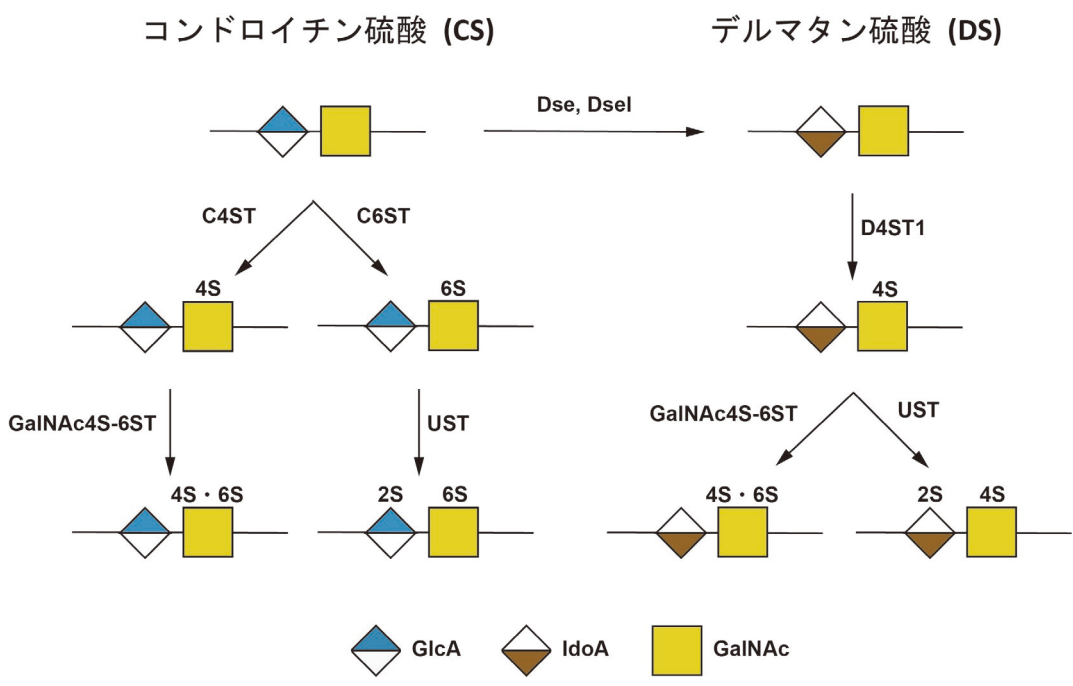 コンドロイチン硫酸 (CS)
デルマタン硫酸 (DS)
Dse, Dsel
C4ST
C6ST
D4ST1
4S
6S
4S
GalNAc4S-6ST
UST
GalNAc4S-6ST
UST
4S・6S
2S
6S
4S・6S
2S
4S
GlcA
IdoA
GalNAc